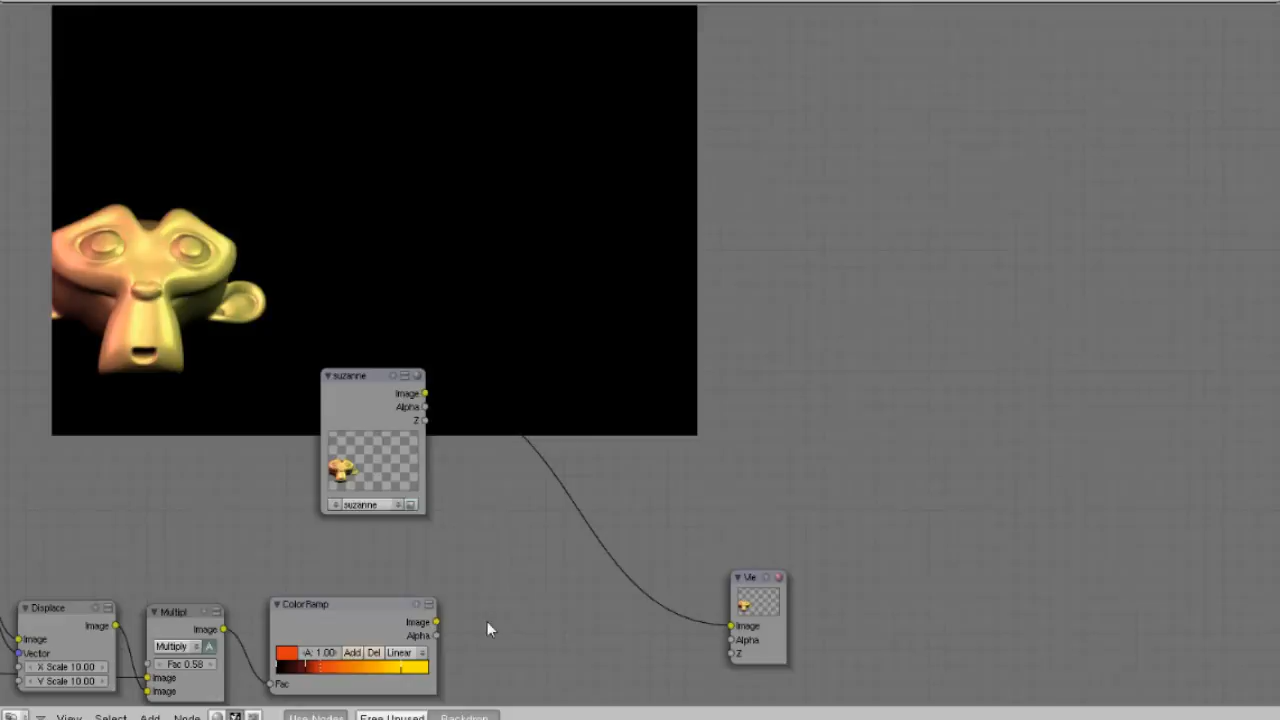 suzanne
Image
Alpha
Z
suzanne
Vie
Image
Alpha
Z
Displace
Image
Image
Vector
X Scale 10.00
Y Scale 10.00
Multipl
Image
Multiply
A
Fac 0.58
Image
Image
ColorRamp
Image
Alpha
A: 1.00 Add Del Linear
Fac
View Select Add Node Use Nodes Free Unused Backdrop